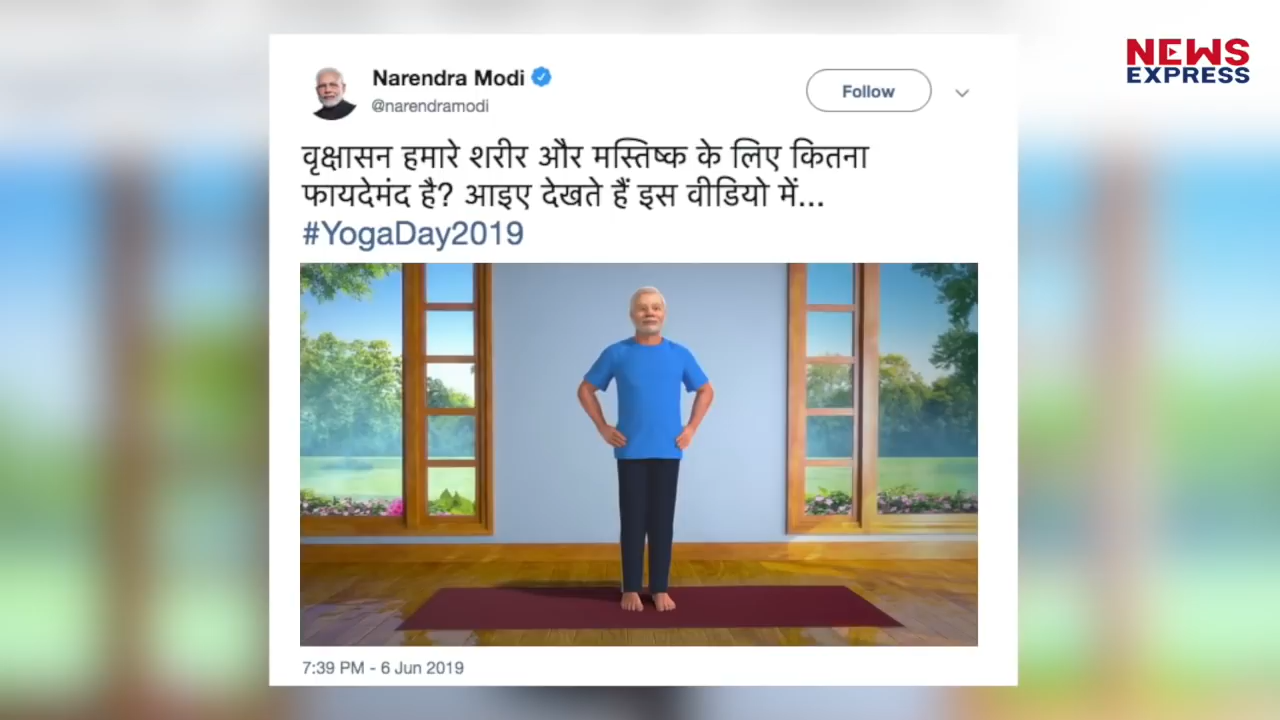 NEWS
EXPRESS
Narendra Modi
@narendramodi
Follow
वृक्षासन हमारे शरीर और मस्तिष्क के लिए कितना
फायदेमंद है? आइए देखते हैं इस वीडियो में...
#YogaDay2019
7:39 PM - 6 Jun 2019